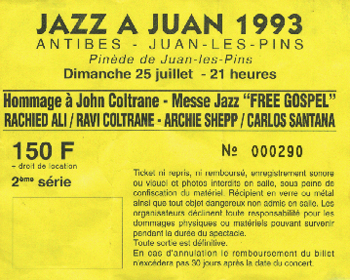 JAZZ A JUAN 1993
ANTIBES - JUAN-LES-PINS
Pinède de Juan-les-Pins
Dimanche 25 juillet - 21 heures
Hommage à John Coltrane - Messe Jazz "FREE GOSPEL"
RACHIED ALI / RAVI COLTRANE - ARCHIE SHEPP / CARLOS SANTANA
150 F
+ droit de location
2ème série
No 000290
Ticket ni repris, ni remboursé, enregistrement sonore
ou visuel et photos interdits en salle, sous peine de
confiscation du matériel. Récipient en verre ou métal
ainsi que tout objet dangereux non admis en salle. Les
organisateurs déclinent toute responsabilité pour les
dommages physiques ou matériels pouvant survenir
pendant la durée du spectacle.
Toute sortie est définitive.
En cas d'annulation le remboursement du billet
n'excédera pas 30 jours après la date du concert.